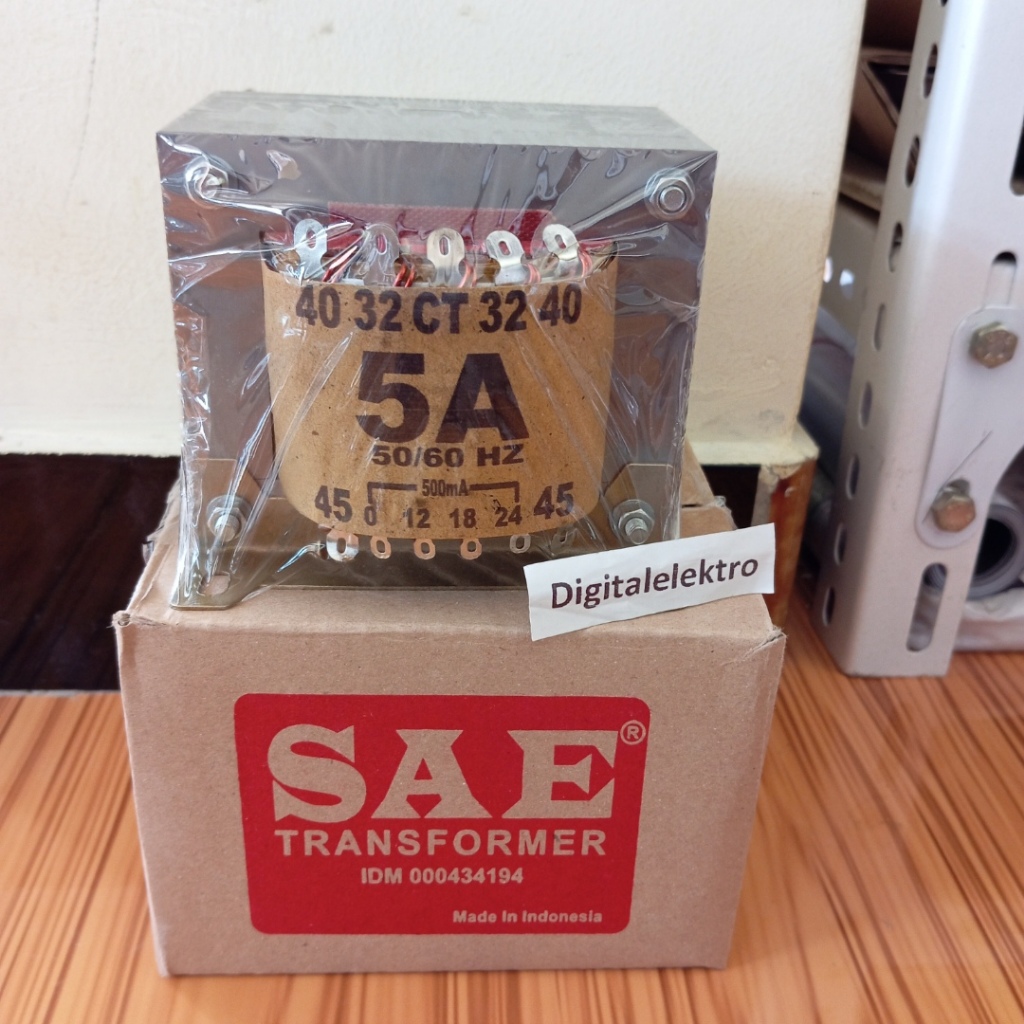 40 32 CT 32 40
5A
50/60 HZ
500mA
45 0 12 18 24 45
Digitalelektro
SAE®
TRANSFORMER
IDM 000434194
Made In Indonesia